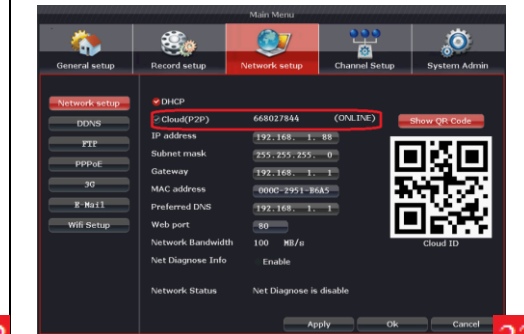 Main Menu
General setup Record setup Network setup Channel Setup System Admin
Network setup
DDNS
FTP
PPPoE
3G
E-Mail
Wifi Setup
DHCP
Cloud(P2P) 668027844 (ONLINE) Show QR Code
IP address 192.168. 1. 88
Subnet mask 255.255.255. 0
Gateway 192.168. 1. 1
MAC address 000C-2951-B6A5
Preferred DNS 192.168. 1. 1
Web port 80
Network Bandwidth 100 MB/s
Cloud ID
Net Diagnose Info Enable
Network Status Net Diagnose is disable
Apply Ok Cancel